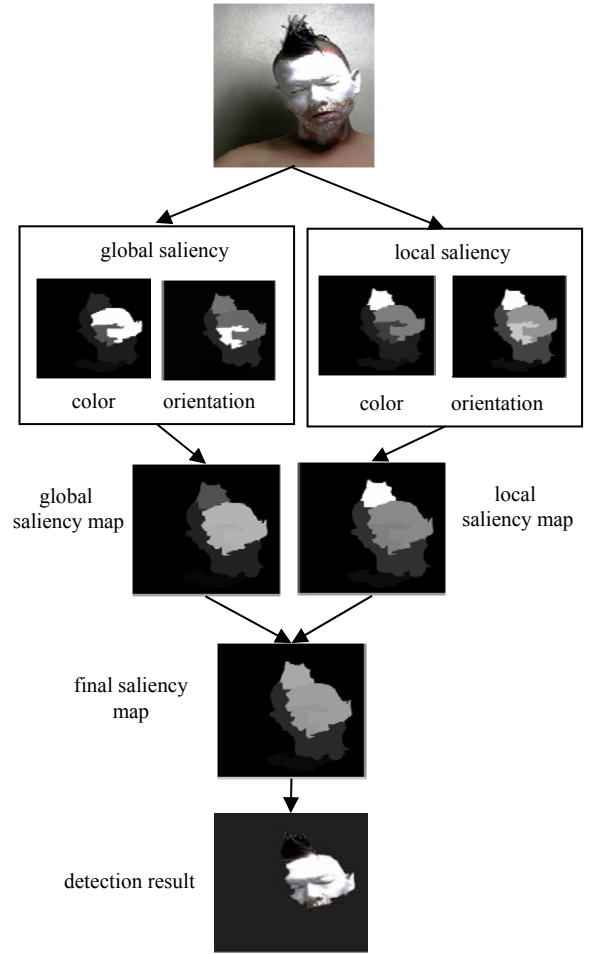 global saliency
local saliency
color
orientation
color
orientation
global
saliency map
local
saliency map
final saliency
map
detection result